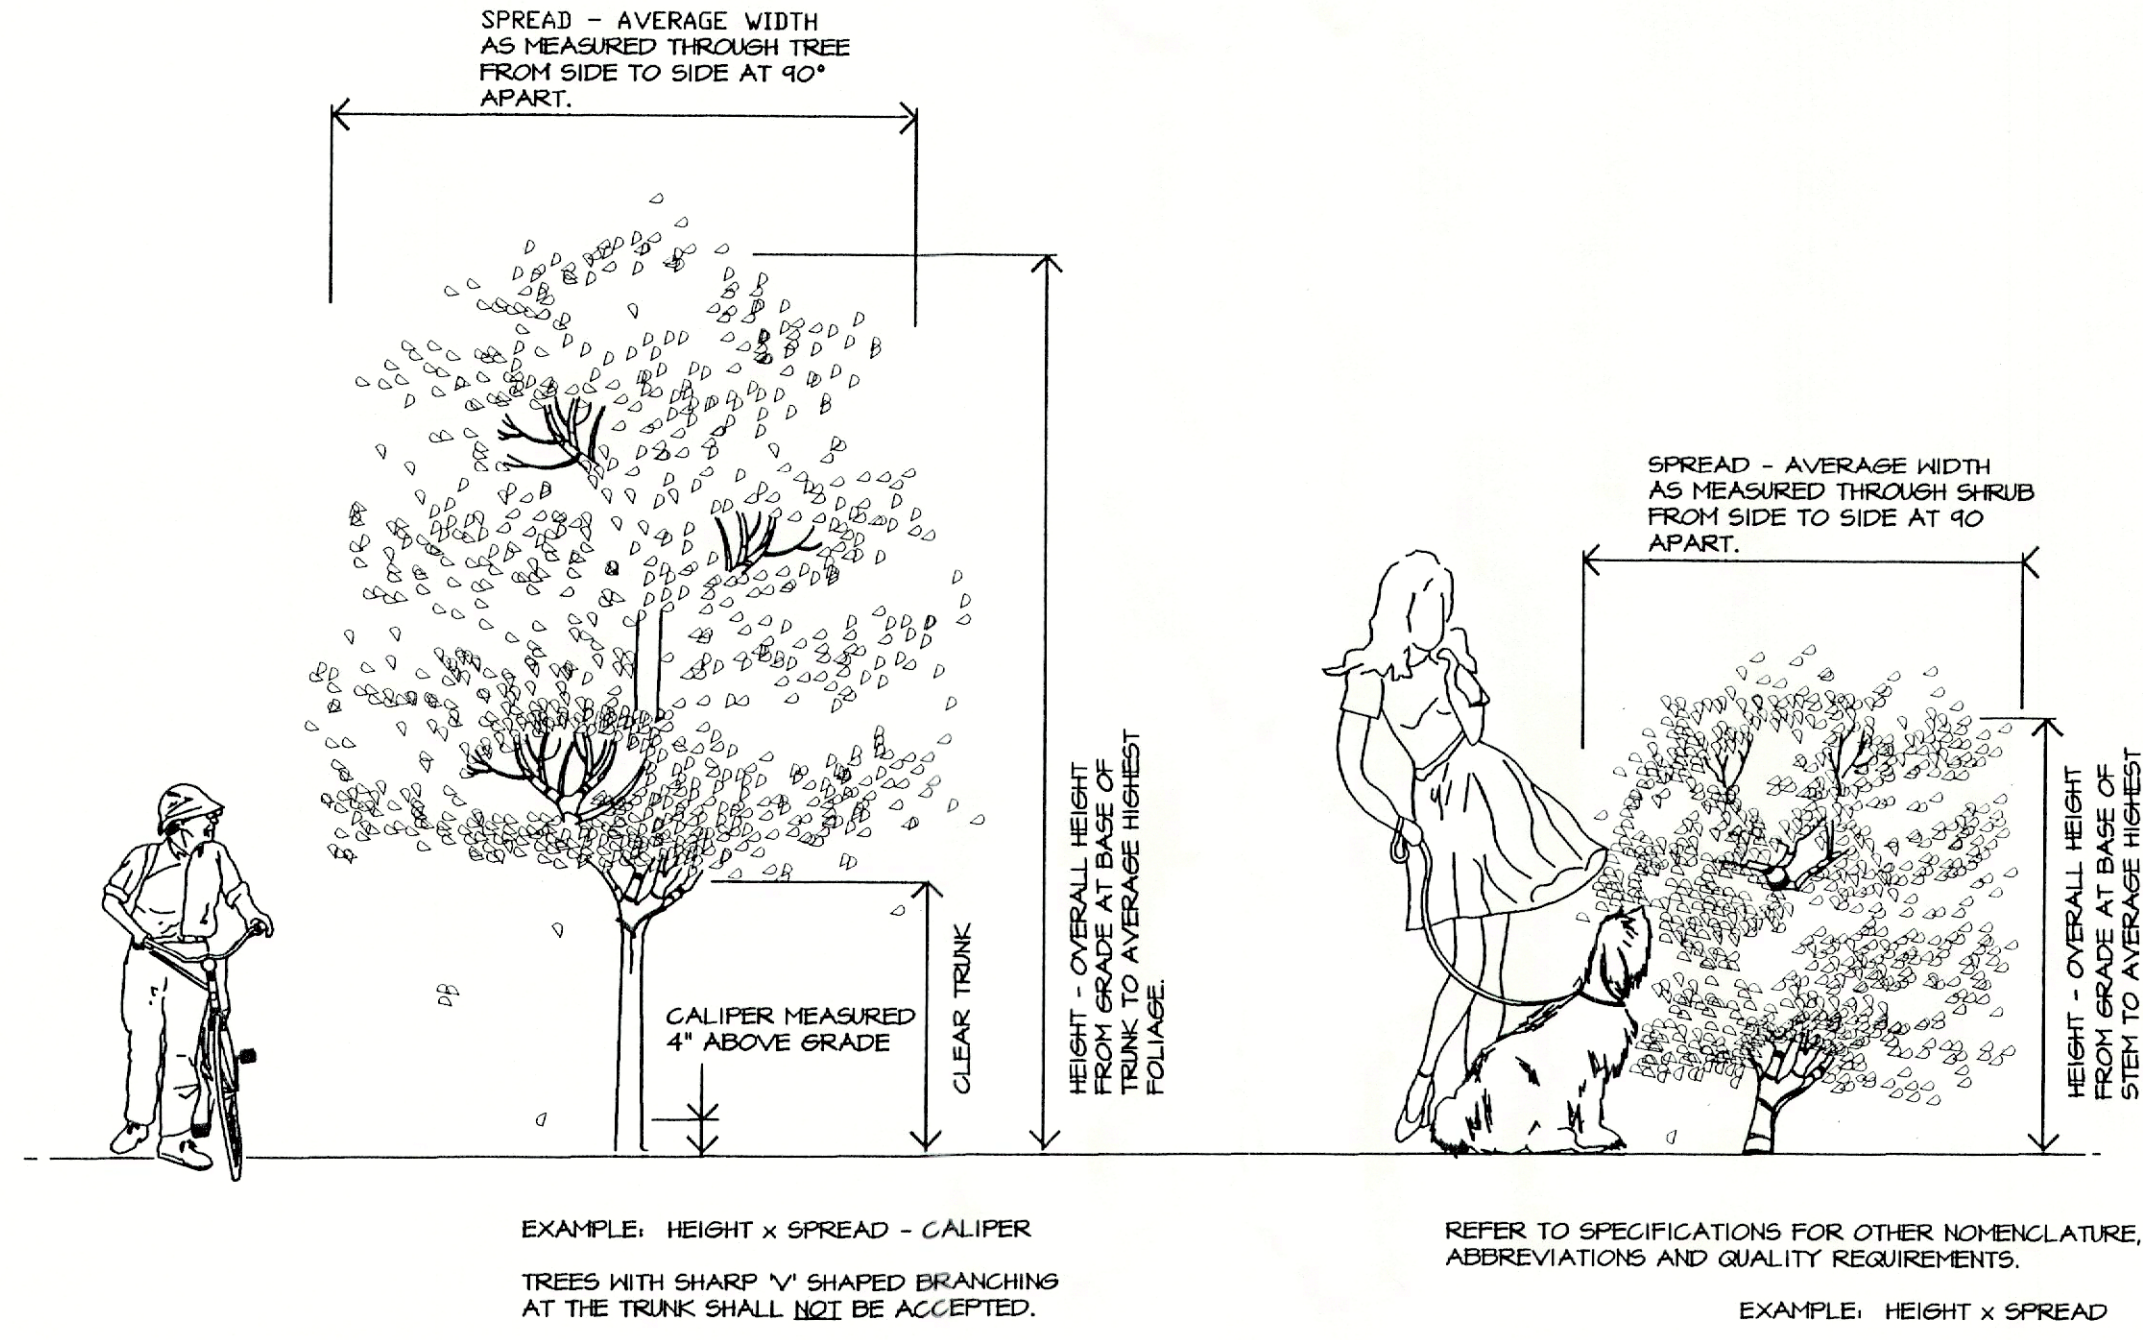 SPREAD - AVERAGE WIDTH
AS MEASURED THROUGH TREE
FROM SIDE TO SIDE AT 90°
APART.
SPREAD - AVERAGE WIDTH
AS MEASURED THROUGH SHRUB
FROM SIDE TO SIDE AT 90
APART.
CALIPER MEASURED
4" ABOVE GRADE
CLEAR TRUNK
HEIGHT - OVERALL HEIGHT
FROM GRADE AT BASE OF
TRUNK TO AVERAGE HIGHEST
FOLIAGE.
HEIGHT - OVERALL HEIGHT
FROM GRADE AT BASE OF
STEM TO AVERAGE HIGHEST
EXAMPLE: HEIGHT x SPREAD - CALIPER
TREES WITH SHARP 'V' SHAPED BRANCHING
AT THE TRUNK SHALL NOT BE ACCEPTED.
REFER TO SPECIFICATIONS FOR OTHER NOMENCLATURE,
ABBREVIATIONS AND QUALITY REQUIREMENTS.
EXAMPLE: HEIGHT x SPREAD